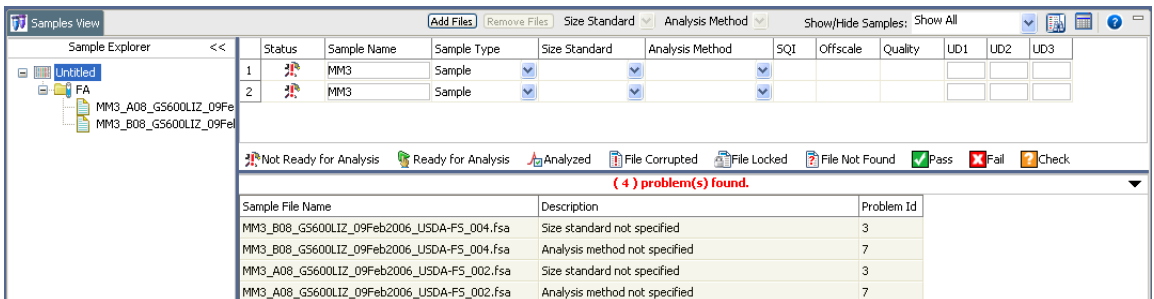 Samples View Add Files Remove Files Size Standard Analysis Method Show/Hide Samples: Show All
Sample Explorer <<
Untitled
FA
MM3_A08_GS600LIZ_09Fe
MM3_B08_GS600LIZ_09Fel
Status Sample Name Sample Type Size Standard Analysis Method SQI Offscale Quality UD1 UD2 UD3
1 MM3 Sample
2 MM3 Sample
Not Ready for Analysis Ready for Analysis Analyzed File Corrupted File Locked File Not Found Pass Fail Check
( 4 ) problem(s) found.
Sample File Name Description Problem Id
MM3_B08_GS600LIZ_09Feb2006_USDA-FS_004.fsa Size standard not specified 3
MM3_B08_GS600LIZ_09Feb2006_USDA-FS_004.fsa Analysis method not specified 7
MM3_A08_GS600LIZ_09Feb2006_USDA-FS_002.fsa Size standard not specified 3
MM3_A08_GS600LIZ_09Feb2006_USDA-FS_002.fsa Analysis method not specified 7